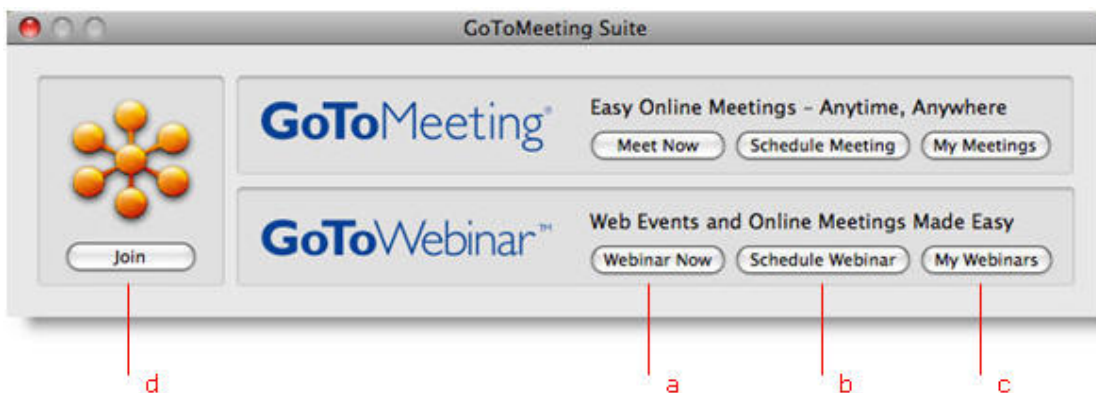 GoToMeeting Suite
GoToMeeting®
Easy Online Meetings – Anytime, Anywhere
Meet Now
Schedule Meeting
My Meetings
Join
GoToWebinar™
Web Events and Online Meetings Made Easy
Webinar Now
Schedule Webinar
My Webinars
d
a
b
c